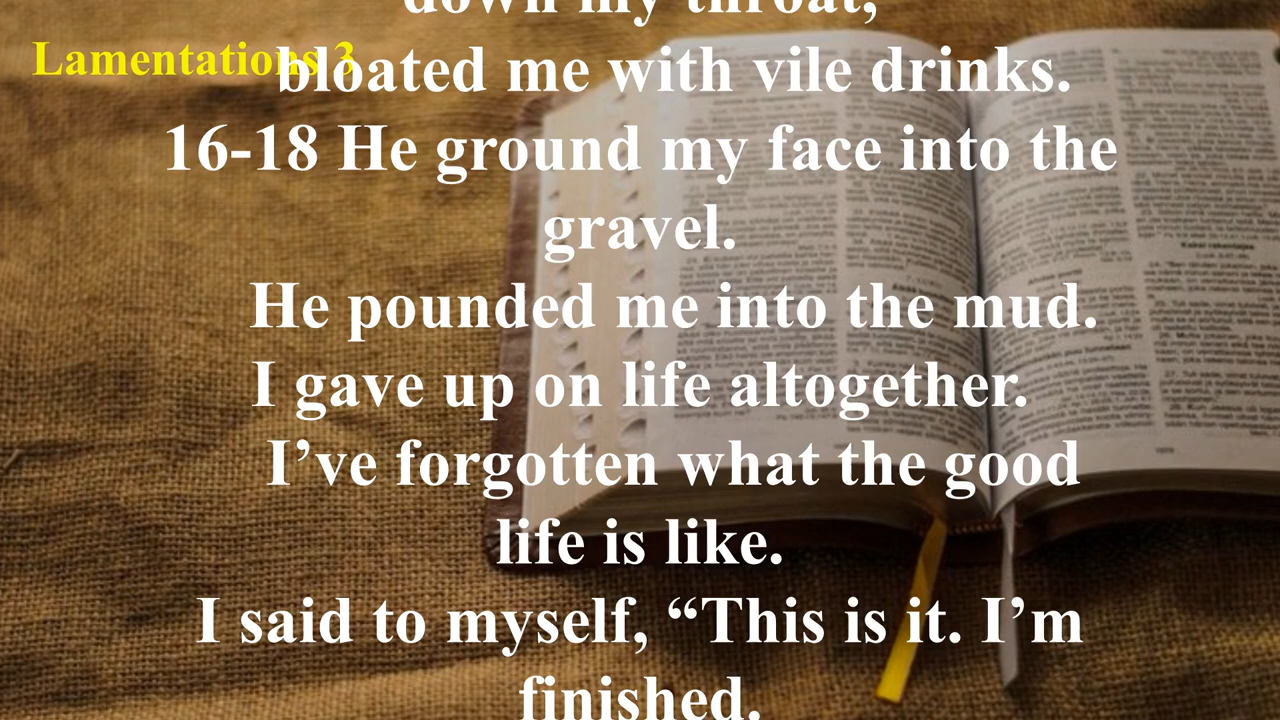 down my throat,
Lamentations 3
bloated me with vile drinks.
16-18 He ground my face into the
gravel.
He pounded me into the mud.
I gave up on life altogether.
I’ve forgotten what the good
life is like.
I said to myself, “This is it. I’m
finished.